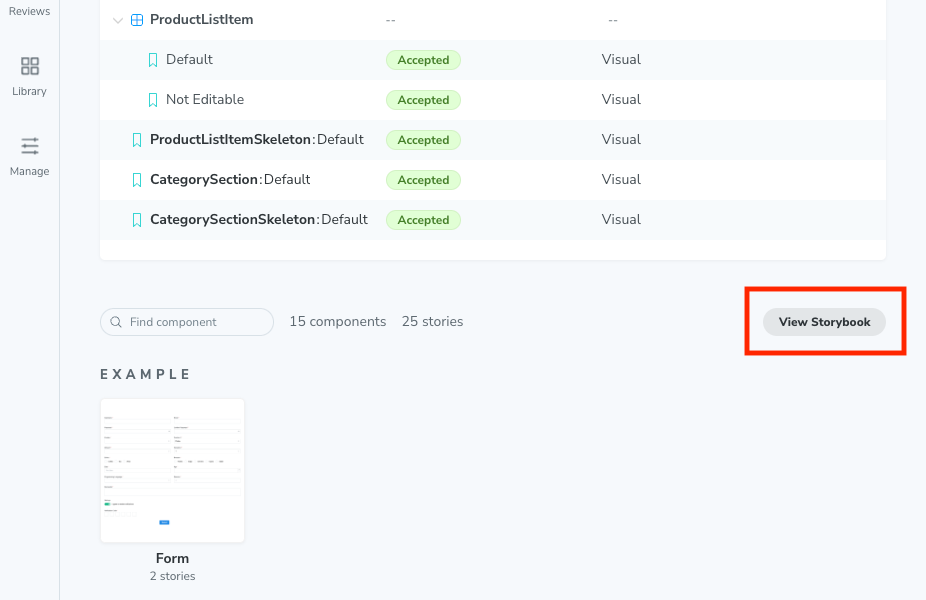 Reviews
ProductListItem -- --
Default Accepted Visual
Library
Not Editable Accepted Visual
ProductListItemSkeleton:Default Accepted Visual
Manage
CategorySection:Default Accepted Visual
CategorySectionSkeleton:Default Accepted Visual
Find component 15 components 25 stories View Storybook
EXAMPLE
Form
2 stories